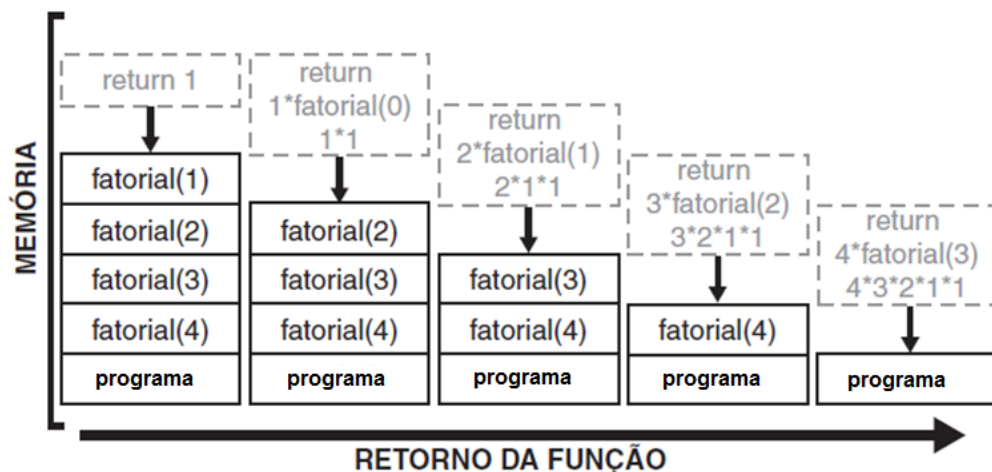 MEMÓRIA
return 1
fatorial(1)
fatorial(2)
fatorial(3)
fatorial(4)
programa
return
1*fatorial(0)
1*1
fatorial(2)
fatorial(3)
fatorial(4)
programa
return
2*fatorial(1)
2*1*1
fatorial(3)
fatorial(4)
programa
return
3*fatorial(2)
3*2*1*1
fatorial(4)
programa
return
4*fatorial(3)
4*3*2*1*1
programa
RETORNO DA FUNÇÃO